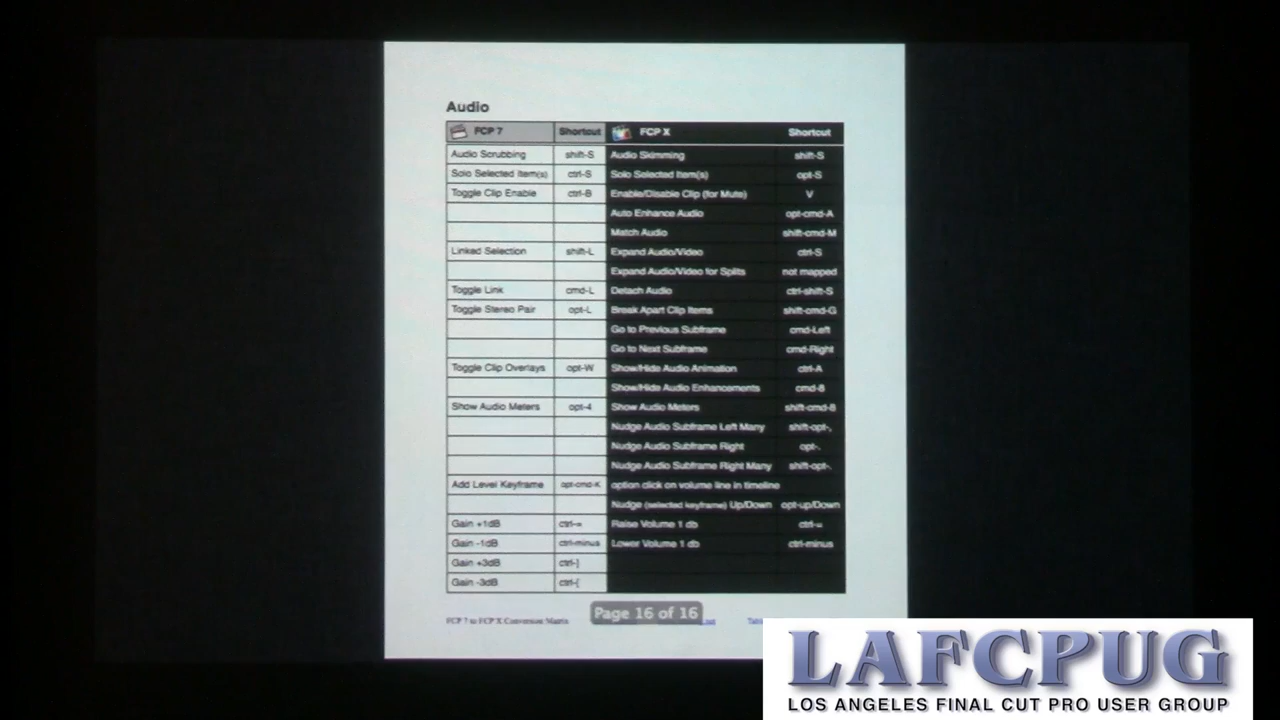 Audio
FCP 7 Shortcut FCP X Shortcut
Audio Scrubbing shift-S Audio Skimming shift-S
Solo Selected Item(s) ctrl-S Solo Selected Item(s) opt-S
Toggle Clip Enable ctrl-B Enable/Disable Clip (for Mute) V
Auto Enhance Audio opt-cmd-A
Match Audio shift-cmd-M
Linked Selection shift-L Expand Audio/Video ctrl-S
Expand Audio/Video for Splits not mapped
Toggle Link cmd-L Detach Audio ctrl-shift-S
Toggle Stereo Pair opt-L Break Apart Clip Items shift-cmd-G
Go to Previous Subframe cmd-Left
Go to Next Subframe cmd-Right
Toggle Clip Overlays opt-W Show/Hide Audio Animation ctrl-A
Show/Hide Audio Enhancements cmd-8
Show Audio Meters opt-4 Show Audio Meters shift-cmd-8
Nudge Audio Subframe Left Many shift-opt-,
Nudge Audio Subframe Right opt-.
Nudge Audio Subframe Right Many shift-opt-.
Add Level Keyframe opt-cmd-K option click on volume line in timeline
Nudge (selected keyframe) Up/Down opt-up/Down
Gain +1dB ctrl-= Raise Volume 1 db ctrl-=
Gain -1dB ctrl-minus Lower Volume 1 db ctrl-minus
Gain +3dB ctrl-]
Gain -3dB ctrl-[
FCP 7 to FCP X Conversion Matrix
Page 16 of 16
LAFCPUG
LOS ANGELES FINAL CUT PRO USER GROUP